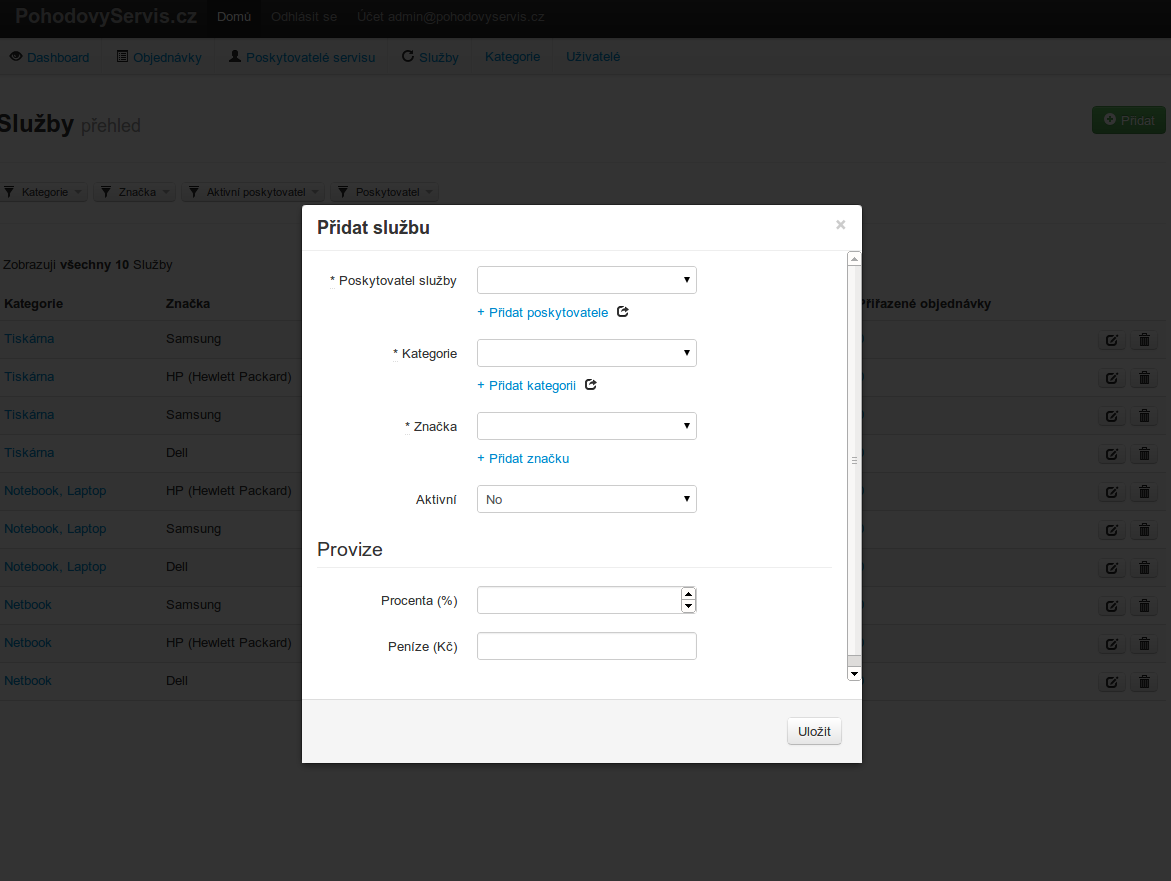 PohodovyServis.cz Domů Odhlásit se Účet admin@pohodovyservis.cz
Dashboard Objednávky Poskytovatelé servisu Služby Kategorie Uživatelé
Služby přehled
Přidat
Kategorie Značka Aktivní poskytovatel Poskytovatel
Zobrazuji všechny 10 Služby
Kategorie Značka Přiřazené objednávky
Tiskárna Samsung
Tiskárna HP (Hewlett Packard)
Tiskárna Samsung
Tiskárna Dell
Notebook, Laptop HP (Hewlett Packard)
Notebook, Laptop Samsung
Notebook, Laptop Dell
Netbook Samsung
Netbook HP (Hewlett Packard)
Netbook Dell
Přidat službu ×
* Poskytovatel služby
+ Přidat poskytovatele
* Kategorie
+ Přidat kategorii
* Značka
+ Přidat značku
Aktivní No
Provize
Procenta (%)
Peníze (Kč)
Uložit